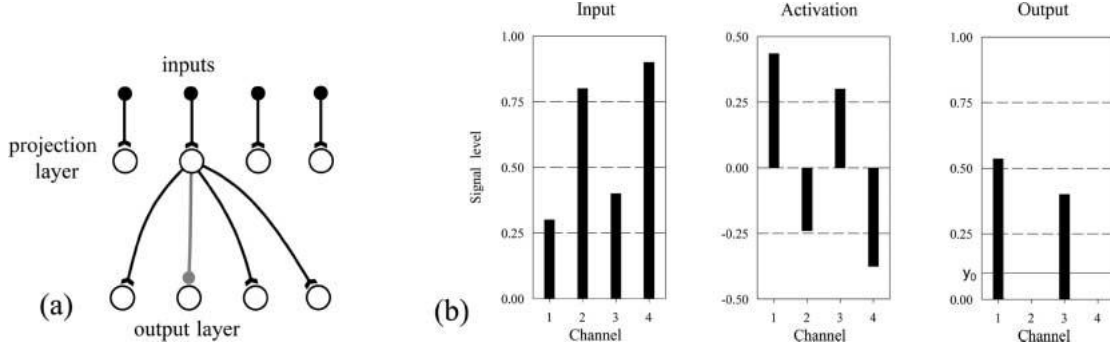 inputs
projection
layer
output layer
(a)
(b)
Input
Signal level
1.00
0.75
0.50
0.25
0.00
1 2 3 4
Channel
Activation
0.50
0.25
0.00
-0.25
-0.50
1 2 3 4
Channel
Output
1.00
0.75
0.50
0.25
y₀
0.00
1 2 3 4
Channel